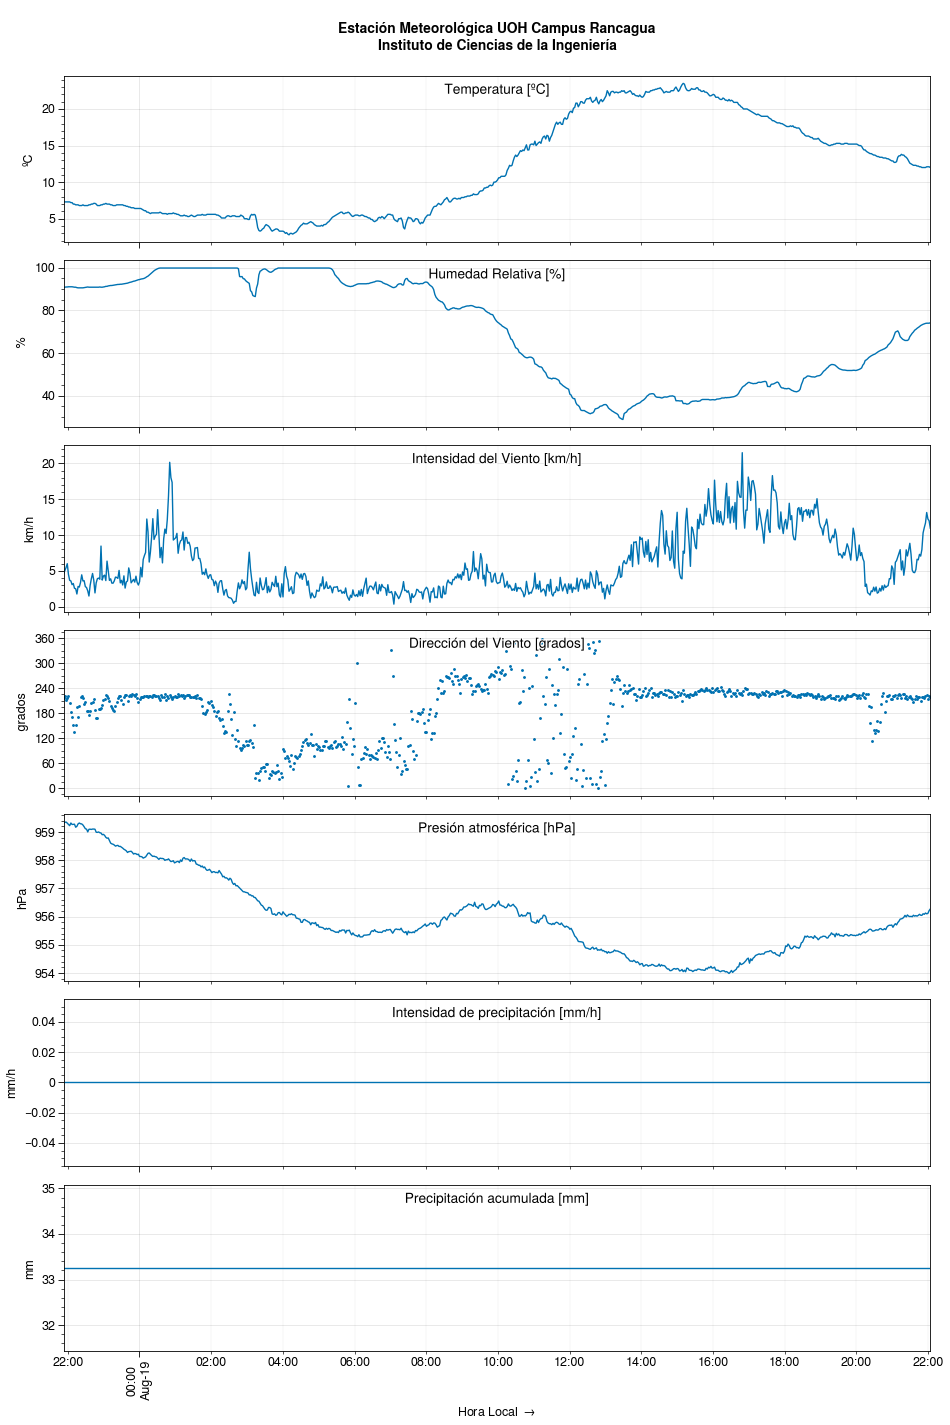 Estación Meteorológica UOH Campus Rancagua
Instituto de Ciencias de la Ingeniería
Temperatura [ºC]
ºC
20
15
10
5
Humedad Relativa [%]
%
100
80
60
40
Intensidad del Viento [km/h]
km/h
20
15
10
5
0
Dirección del Viento [grados]
grados
360
300
240
180
120
60
0
Presión atmosférica [hPa]
hPa
959
958
957
956
955
954
Intensidad de precipitación [mm/h]
mm/h
0.04
0.02
0
−0.02
−0.04
Precipitación acumulada [mm]
mm
35
34
33
32
22:00
00:00
Aug-19
02:00
04:00
06:00
08:00
10:00
12:00
14:00
16:00
18:00
20:00
22:00
Hora Local →